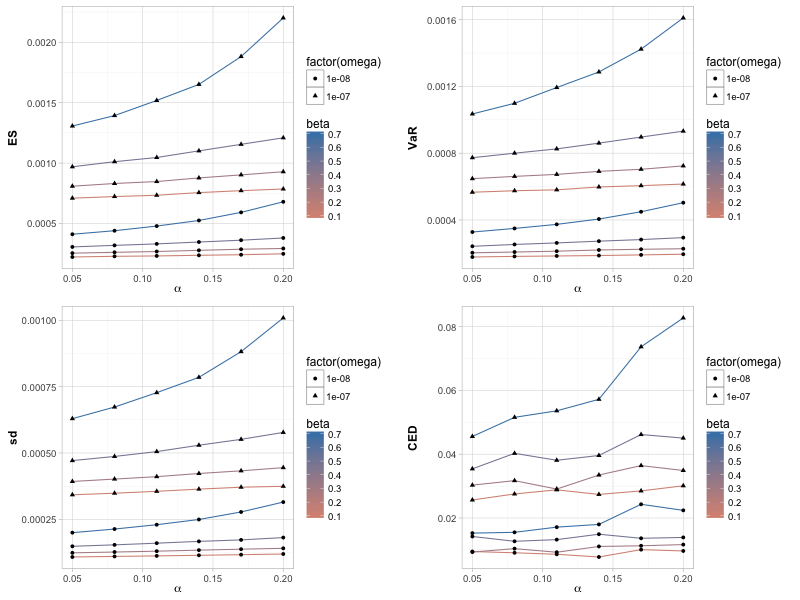 0.0020
0.0015
0.0010
0.0005
ES
0.05
0.10
0.15
0.20
α
factor(omega)
1e-08
1e-07
beta
0.7
0.6
0.5
0.4
0.3
0.2
0.1
0.0016
0.0012
0.0008
0.0004
VaR
0.05
0.10
0.15
0.20
α
factor(omega)
1e-08
1e-07
beta
0.7
0.6
0.5
0.4
0.3
0.2
0.1
0.00100
0.00075
0.00050
0.00025
sd
0.05
0.10
0.15
0.20
α
factor(omega)
1e-08
1e-07
beta
0.7
0.6
0.5
0.4
0.3
0.2
0.1
0.08
0.06
0.04
0.02
CED
0.05
0.10
0.15
0.20
α
factor(omega)
1e-08
1e-07
beta
0.7
0.6
0.5
0.4
0.3
0.2
0.1